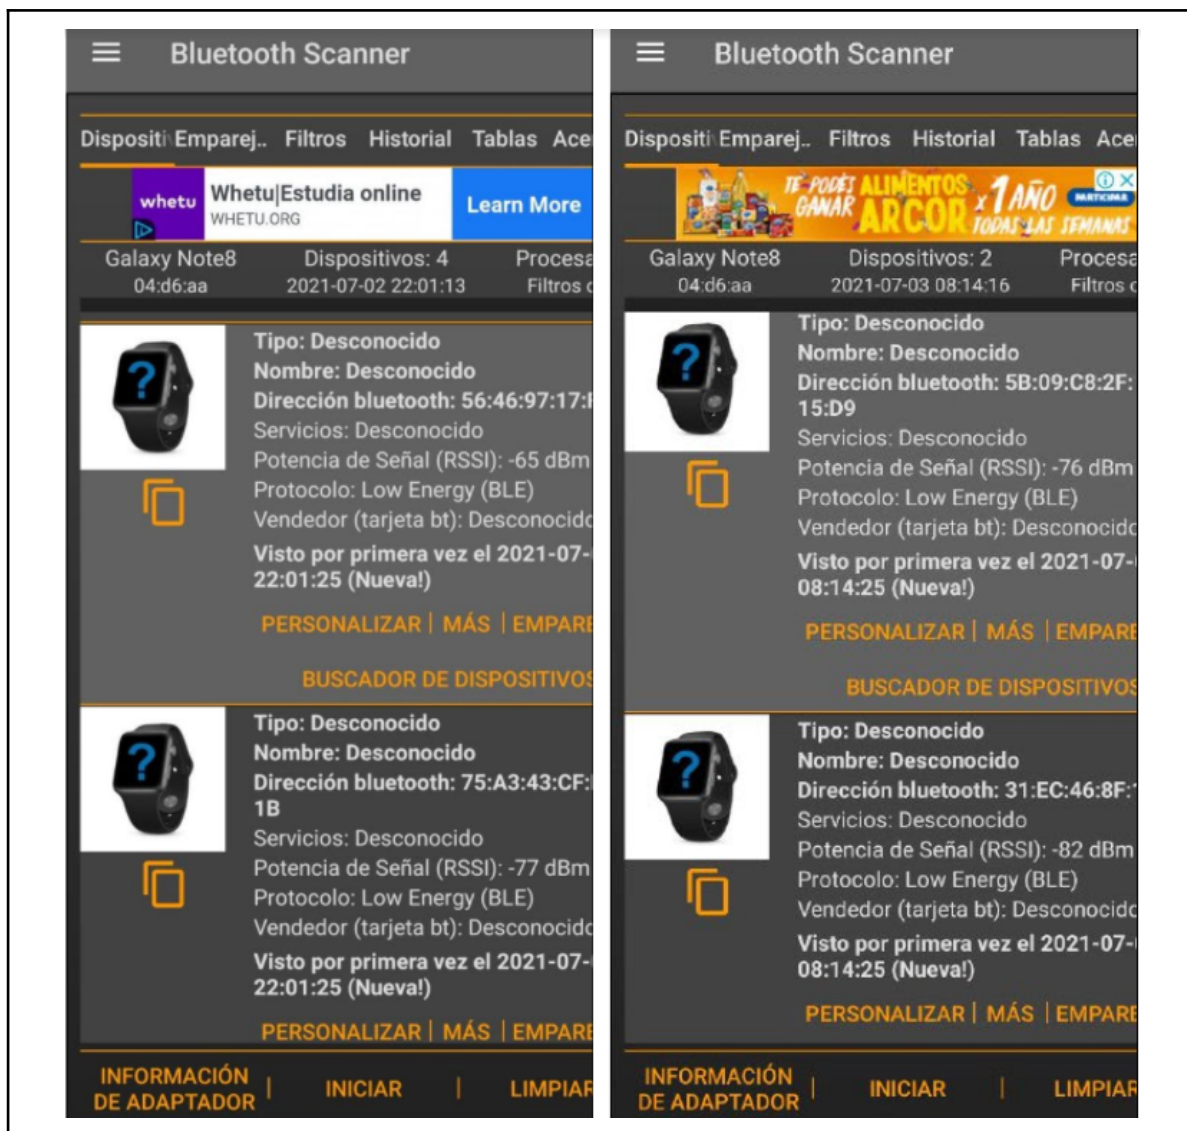 Bluetooth Scanner
Emparej..
Filtros
Historial
Tablas
whetu
Whetu|Estudia online
WHETU.ORG
Learn More
Galaxy Note8
Dispositivos: 4
04:d6:aa
2021-07-02 22:01:13
Filtros
Tipo: Desconocido
Nombre: Desconocido
Dirección bluetooth: 56:46:97:17:
Servicios: Desconocido
Potencia de Señal (RSSI): -65 dBm
Protocolo: Low Energy (BLE)
Vendedor (tarjeta bt): Desconocido
Visto por primera vez el 2021-07-
22:01:25 (Nueva!)
PERSONALIZAR | MÁS | EMPARE
BUSCADOR DE DISPOSITIVOS
Tipo: Desconocido
Nombre: Desconocido
Dirección bluetooth: 75:A3:43:CF:
1B
Servicios: Desconocido
Potencia de Señal (RSSI): -77 dBm
Protocolo: Low Energy (BLE)
Vendedor (tarjeta bt): Desconocido
Visto por primera vez el 2021-07-
22:01:25 (Nueva!)
PERSONALIZAR | MÁS | EMPARE
INFORMACIÓN
DE ADAPTADOR
| INICIAR | LIMPIAR
Bluetooth Scanner
Emparej..
Filtros
Historial
Tablas
TE PODÉS GANAR
ALIMENTOS ARCOR
x 1 AÑO
TODAS LAS SEMANAS
PARTICIPAR
Galaxy Note8
Dispositivos: 2
04:d6:aa
2021-07-03 08:14:16
Filtros
Tipo: Desconocido
Nombre: Desconocido
Dirección bluetooth: 5B:09:C8:2F:
15:D9
Servicios: Desconocido
Potencia de Señal (RSSI): -76 dBm
Protocolo: Low Energy (BLE)
Vendedor (tarjeta bt): Desconocido
Visto por primera vez el 2021-07-
08:14:25 (Nueva!)
PERSONALIZAR | MÁS | EMPARE
BUSCADOR DE DISPOSITIVOS
Tipo: Desconocido
Nombre: Desconocido
Dirección bluetooth: 31:EC:46:8F:
Servicios: Desconocido
Potencia de Señal (RSSI): -82 dBm
Protocolo: Low Energy (BLE)
Vendedor (tarjeta bt): Desconocido
Visto por primera vez el 2021-07-
08:14:25 (Nueva!)
PERSONALIZAR | MÁS | EMPARE
INFORMACIÓN
DE ADAPTADOR
| INICIAR | LIMPIAR